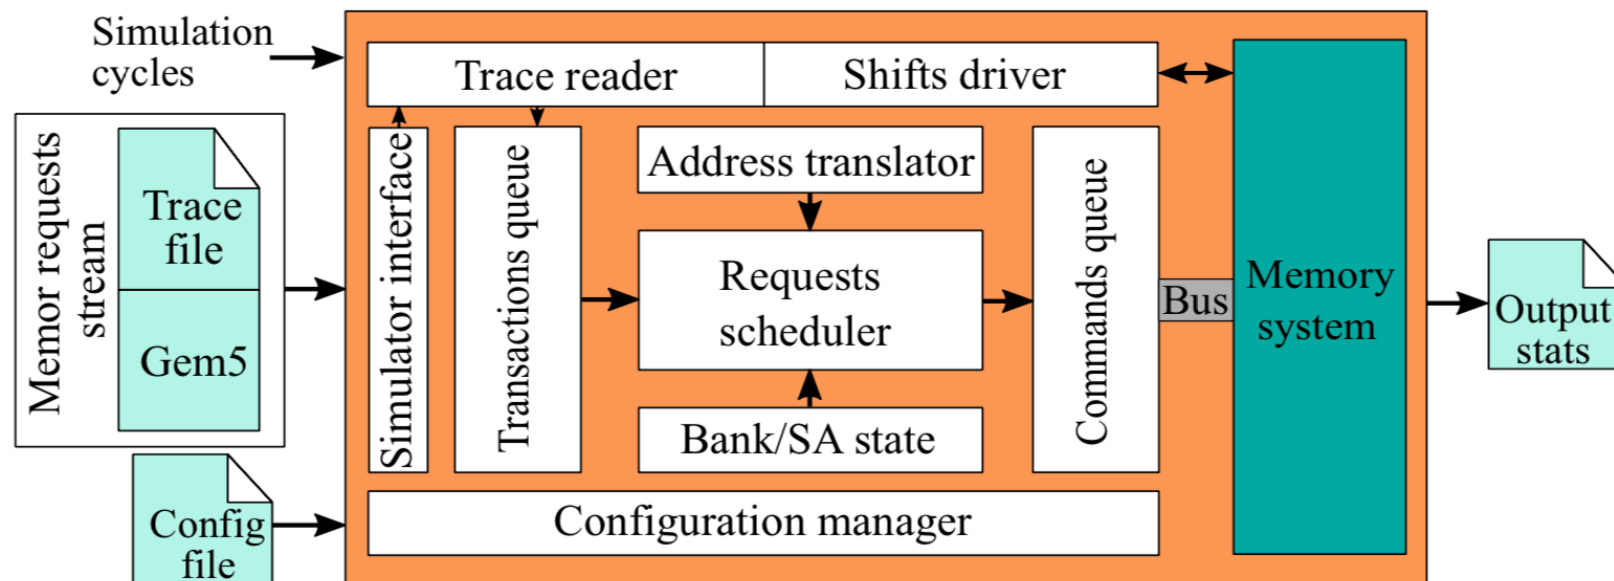 Simulation
cycles
Trace reader
Shifts driver
Memor requests
stream
Trace
file
Gem5
Simulator interface
Transactions queue
Address translator
Requests
scheduler
Bank/SA state
Commands queue
Bus
Memory
system
Output
stats
Config
file
Configuration manager